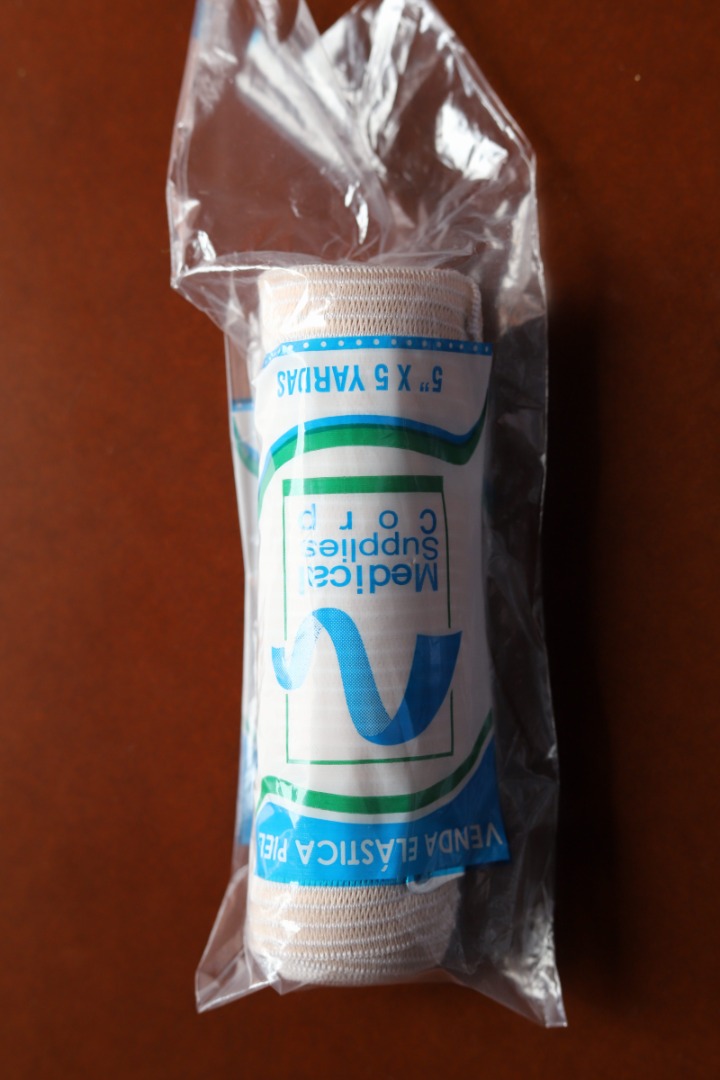 VENDA ELÁSTICA PIEL
Medical
Supplies
Corp
5" X 5 YARDAS